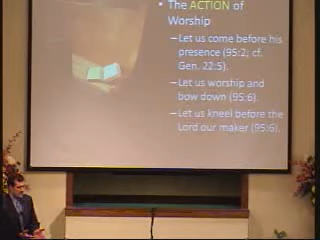 • The ACTION of
Worship
–Let us come before his
presence (95:2; cf.
Gen. 22:5).
–Let us worship and
bow down (95:6).
–Let us kneel before the
Lord our maker (95:6).